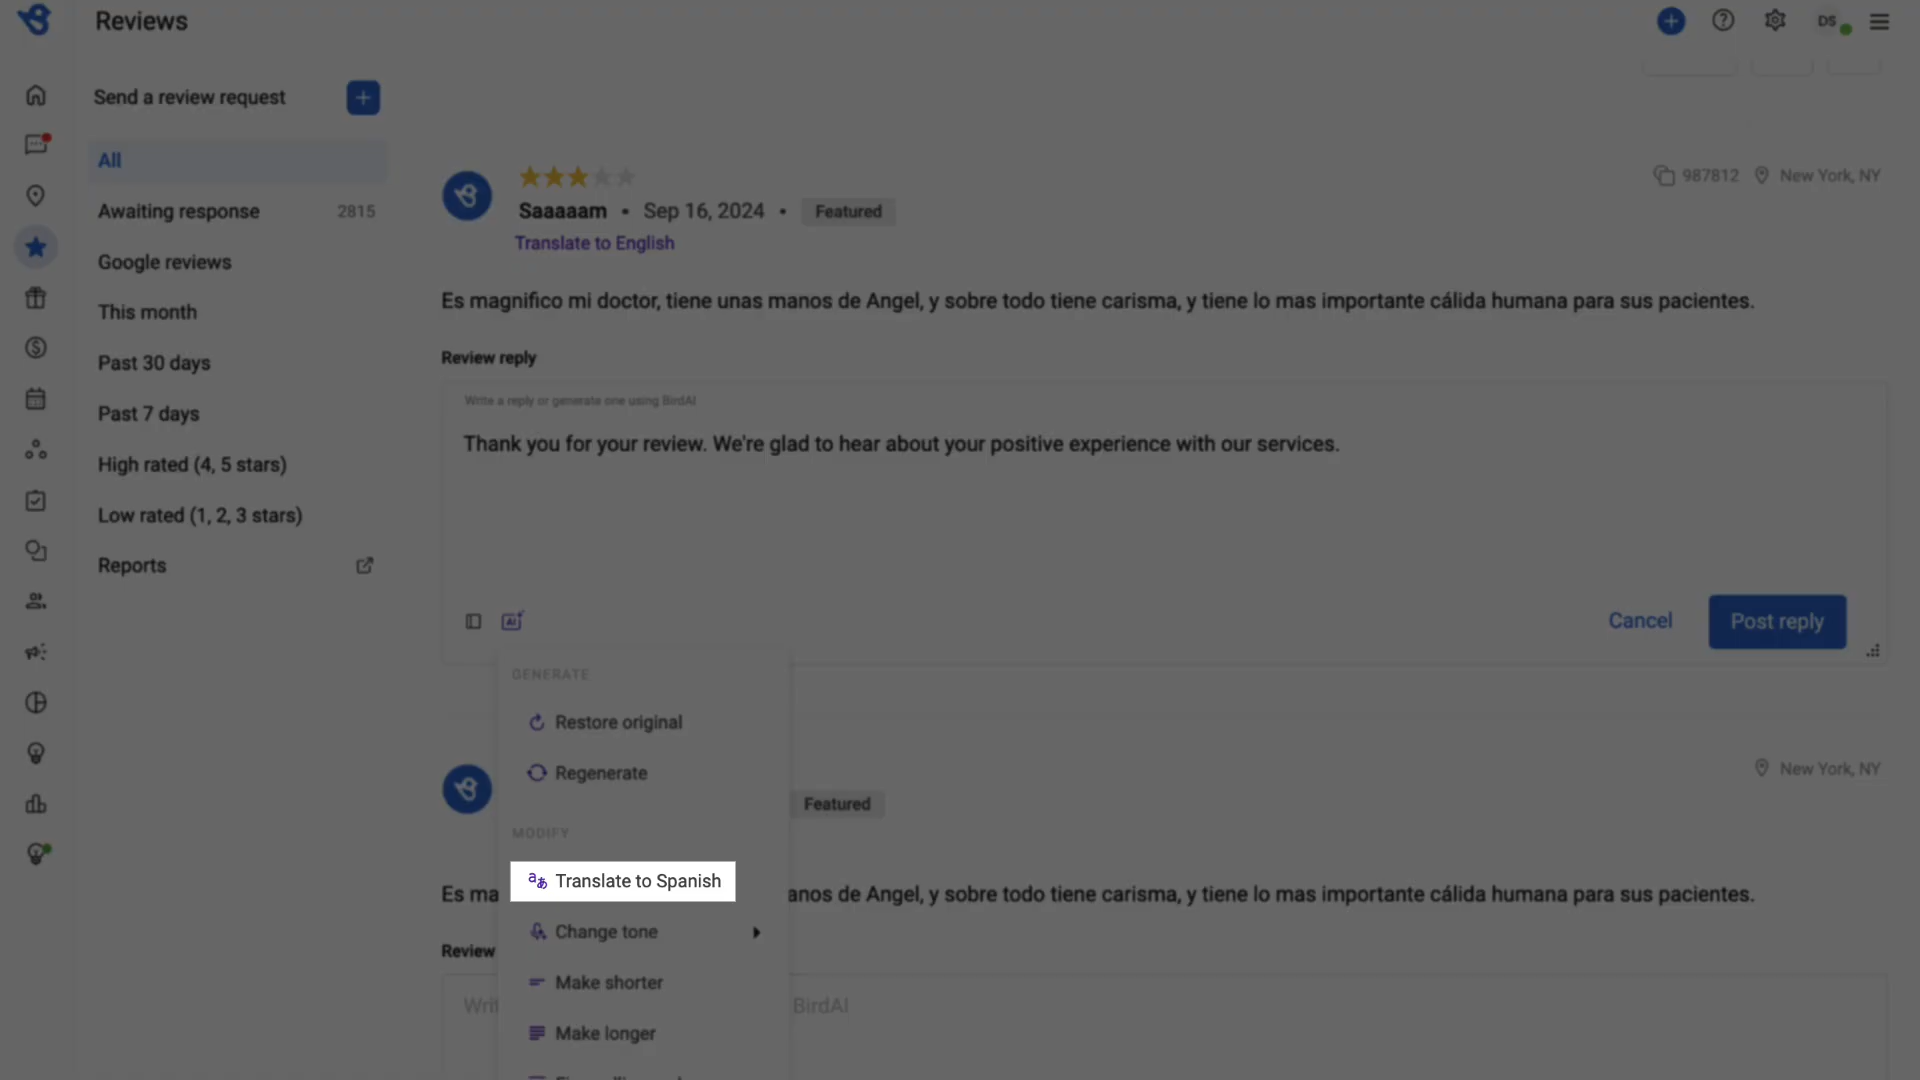 Reviews
DS
Send a review request
All
Awaiting response 2815
Google reviews
This month
Past 30 days
Past 7 days
High rated (4, 5 stars)
Low rated (1, 2, 3 stars)
Reports
987812 New York, NY
Saaaaam • Sep 16, 2024 • Featured
Translate to English
Es magnifico mi doctor, tiene unas manos de Angel, y sobre todo tiene carisma, y tiene lo mas importante cálida humana para sus pacientes.
Review reply
Write a reply or generate one using BirdAI
Thank you for your review. We're glad to hear about your positive experience with our services.
AI
Cancel
Post reply
GENERATE
Restore original
Regenerate
MODIFY
Translate to Spanish
Change tone
Make shorter
Make longer
New York, NY
Featured
Es ma anos de Angel, y sobre todo tiene carisma, y tiene lo mas importante cálida humana para sus pacientes.
Review
Writ BirdAI